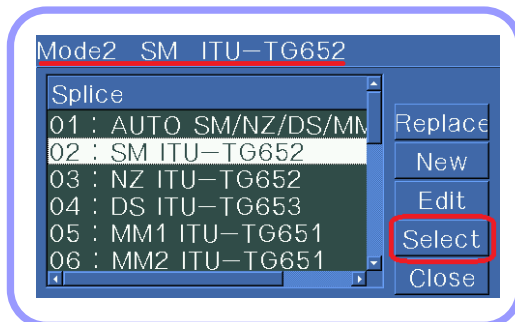 Mode2 SM ITU-TG652
Splice
01 : AUTO SM/NZ/DS/MM
02 : SM ITU-TG652
03 : NZ ITU-TG652
04 : DS ITU-TG653
05 : MM1 ITU-TG651
06 : MM2 ITU-TG651
Replace
New
Edit
Select
Close